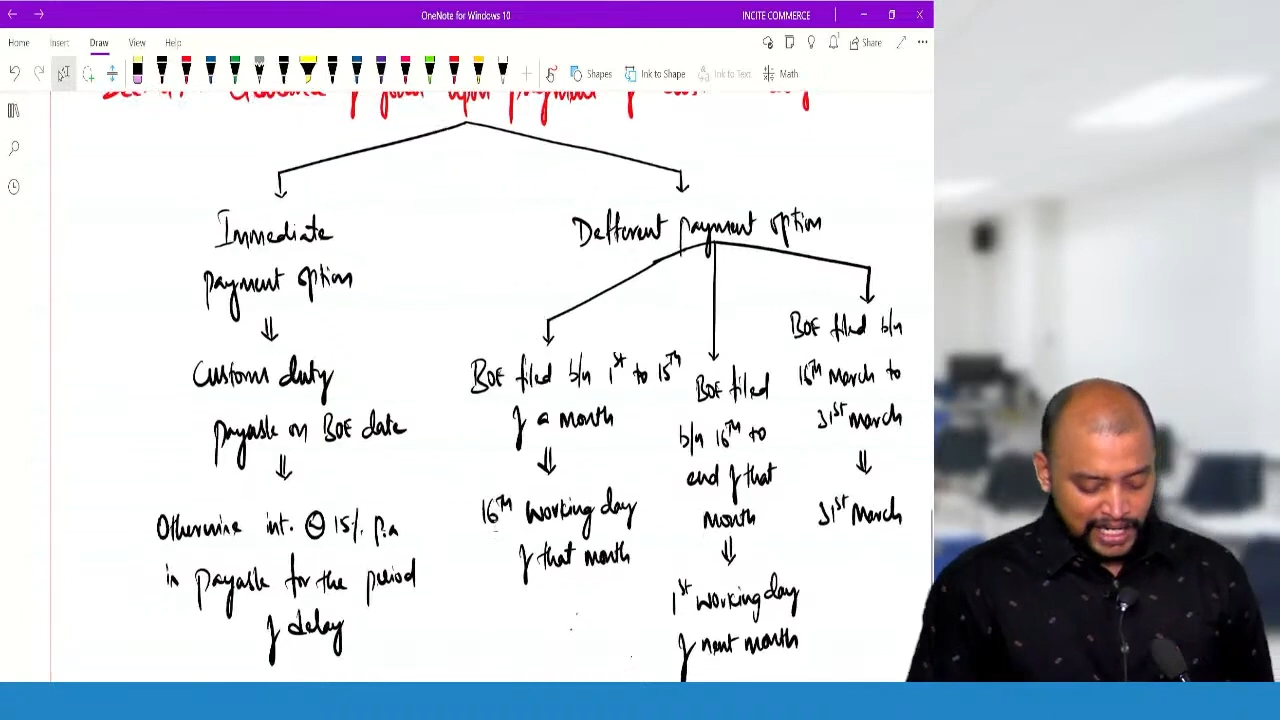 OneNote for Windows 10
INCITE COMMERCE
Home Insert Draw View Help
Share
Shapes Ink to Shape Ink to Text Math
upon payment of
Immediate
payment option
⇓
Customs duty
payable on BOE date
⇓
Otherwise int. @ 15%. p.a
is payable for the period
of delay
Defferent payment option
BOE filed b/n 1st to 15th
of a month
⇓
16th working day
of that month
BOE filed
b/n 16th to
end of that
month
⇓
1st working day
of next month
BOE filed b/n
16th March to
31st March
⇓
31st March